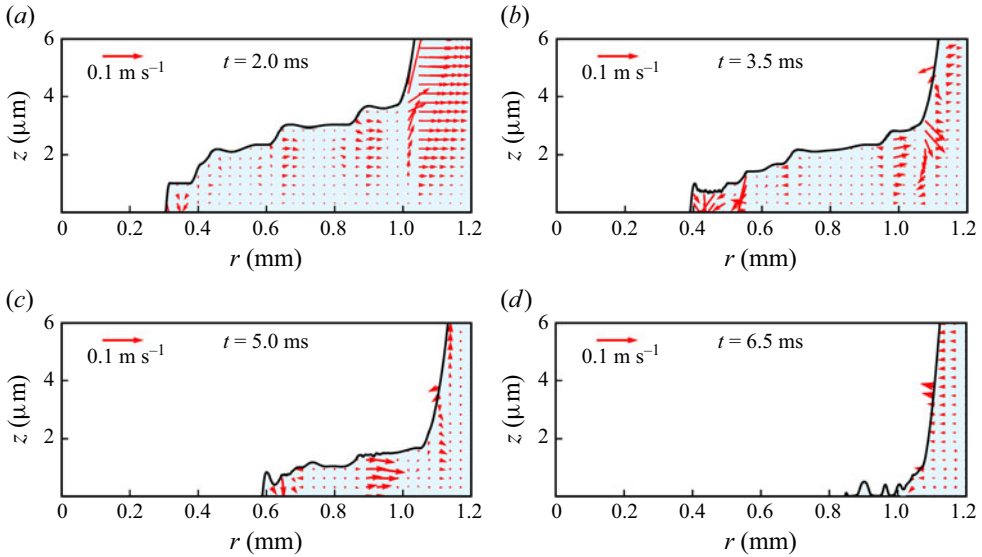 (a)
6
4
2
z (μm)
0.1 m s⁻¹
t = 2.0 ms
0 0.2 0.4 0.6 0.8 1.0 1.2
r (mm)
(b)
6
4
2
z (μm)
0.1 m s⁻¹
t = 3.5 ms
0 0.2 0.4 0.6 0.8 1.0 1.2
r (mm)
(c)
6
4
2
z (μm)
0.1 m s⁻¹
t = 5.0 ms
0 0.2 0.4 0.6 0.8 1.0 1.2
r (mm)
(d)
6
4
2
z (μm)
0.1 m s⁻¹
t = 6.5 ms
0 0.2 0.4 0.6 0.8 1.0 1.2
r (mm)